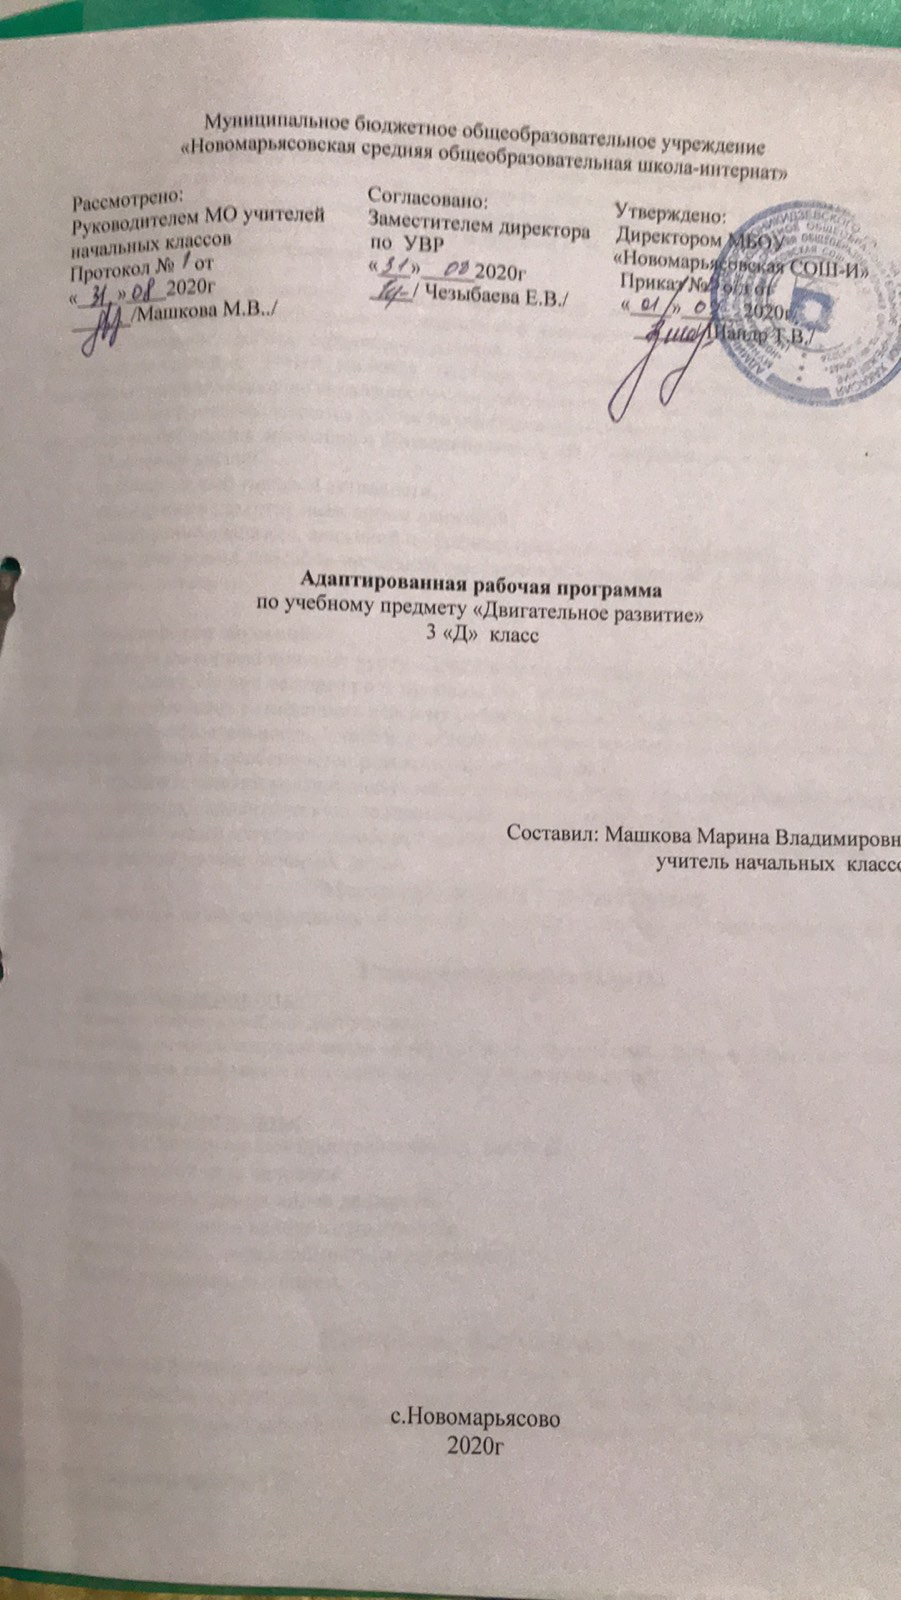 Муниципальное бюджетное общеобразовательное учреждение
«Новомарьясовская средняя общеобразовательная школа-интернат»
Рассмотрено:
Руководителем МО учителей
начальных классов
Протокол № 1 от
«31» 08 2020г
/Машкова М.В../
Согласовано:
Заместителем директора
по УВР
«31» 08 2020г
/ Чезыбаева Е.В./
Утверждено:
Директором МБОУ
«Новомарьясовская СОШ-И»
Приказ № от
«01» 2020г.
Т.В./
Адаптированная рабочая программа
по учебному предмету «Двигательное развитие»
3 «Д» класс
Составил: Машкова Марина Владимировн
учитель начальных классо
с.Новомарьясово
2020г